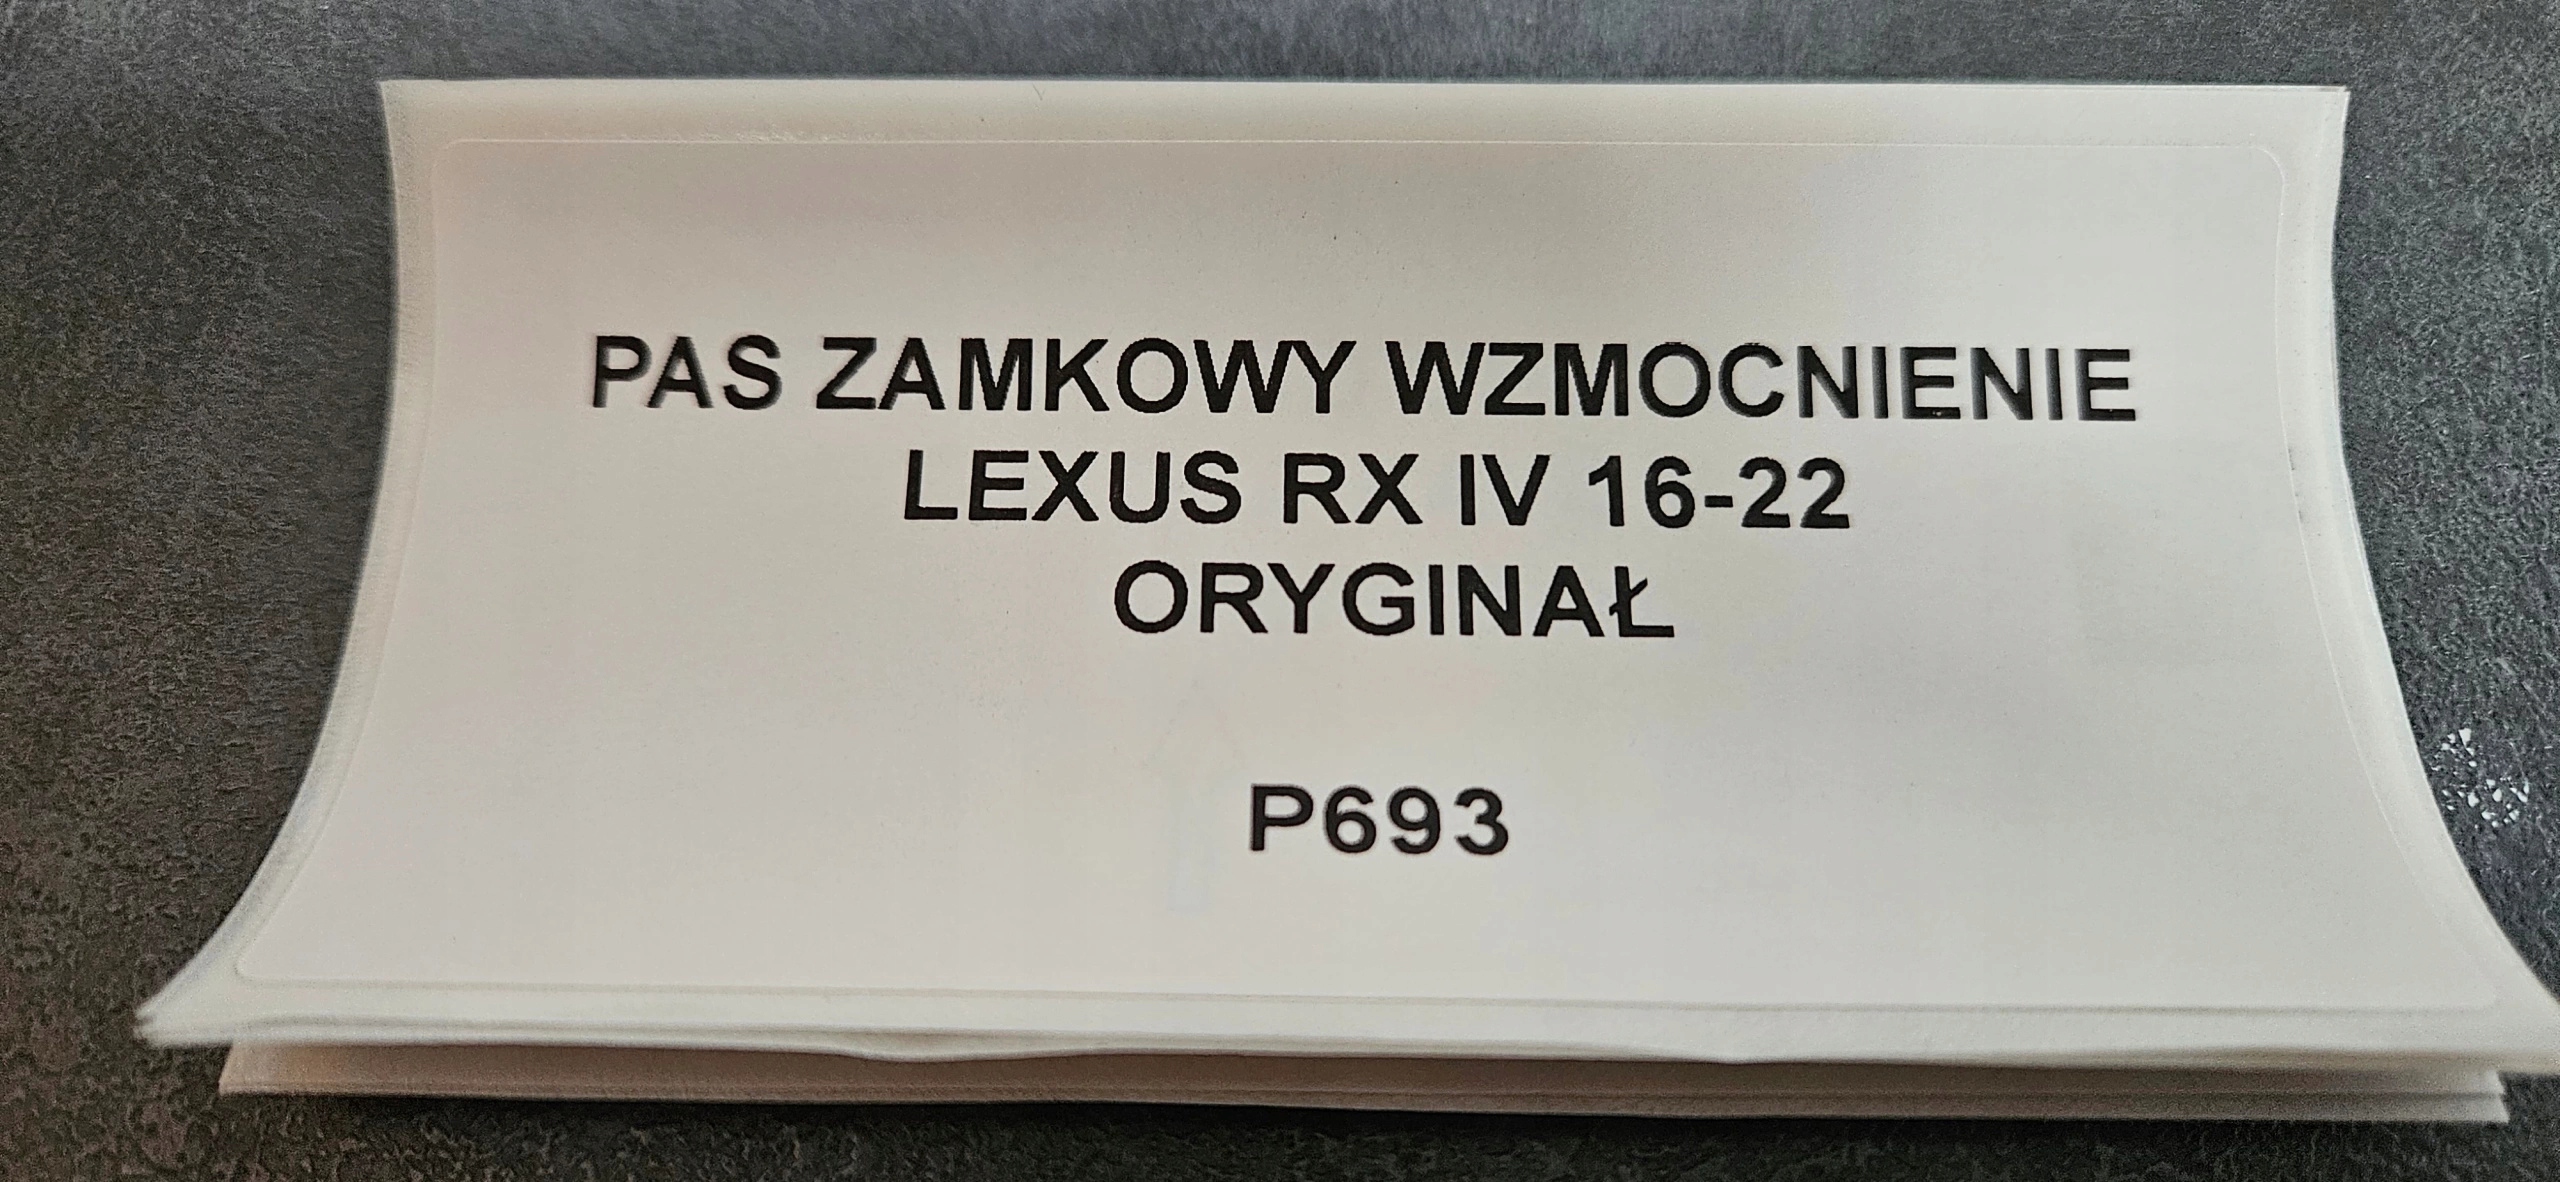 PAS ZAMKOWY WZMOCNIENIE
LEXUS RX IV 16-22
ORYGINAŁ
P693